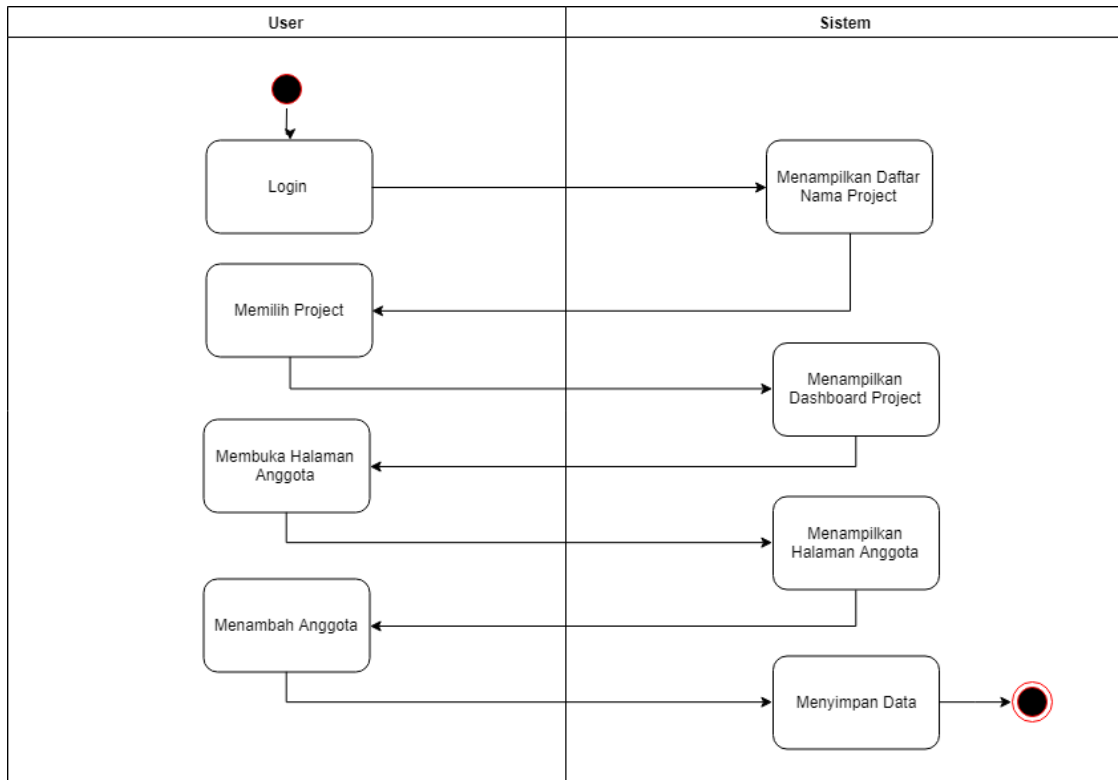 User
Sistem
Login
Menampilkan Daftar
Nama Project
Memilih Project
Menampilkan
Dashboard Project
Membuka Halaman
Anggota
Menampilkan
Halaman Anggota
Menambah Anggota
Menyimpan Data